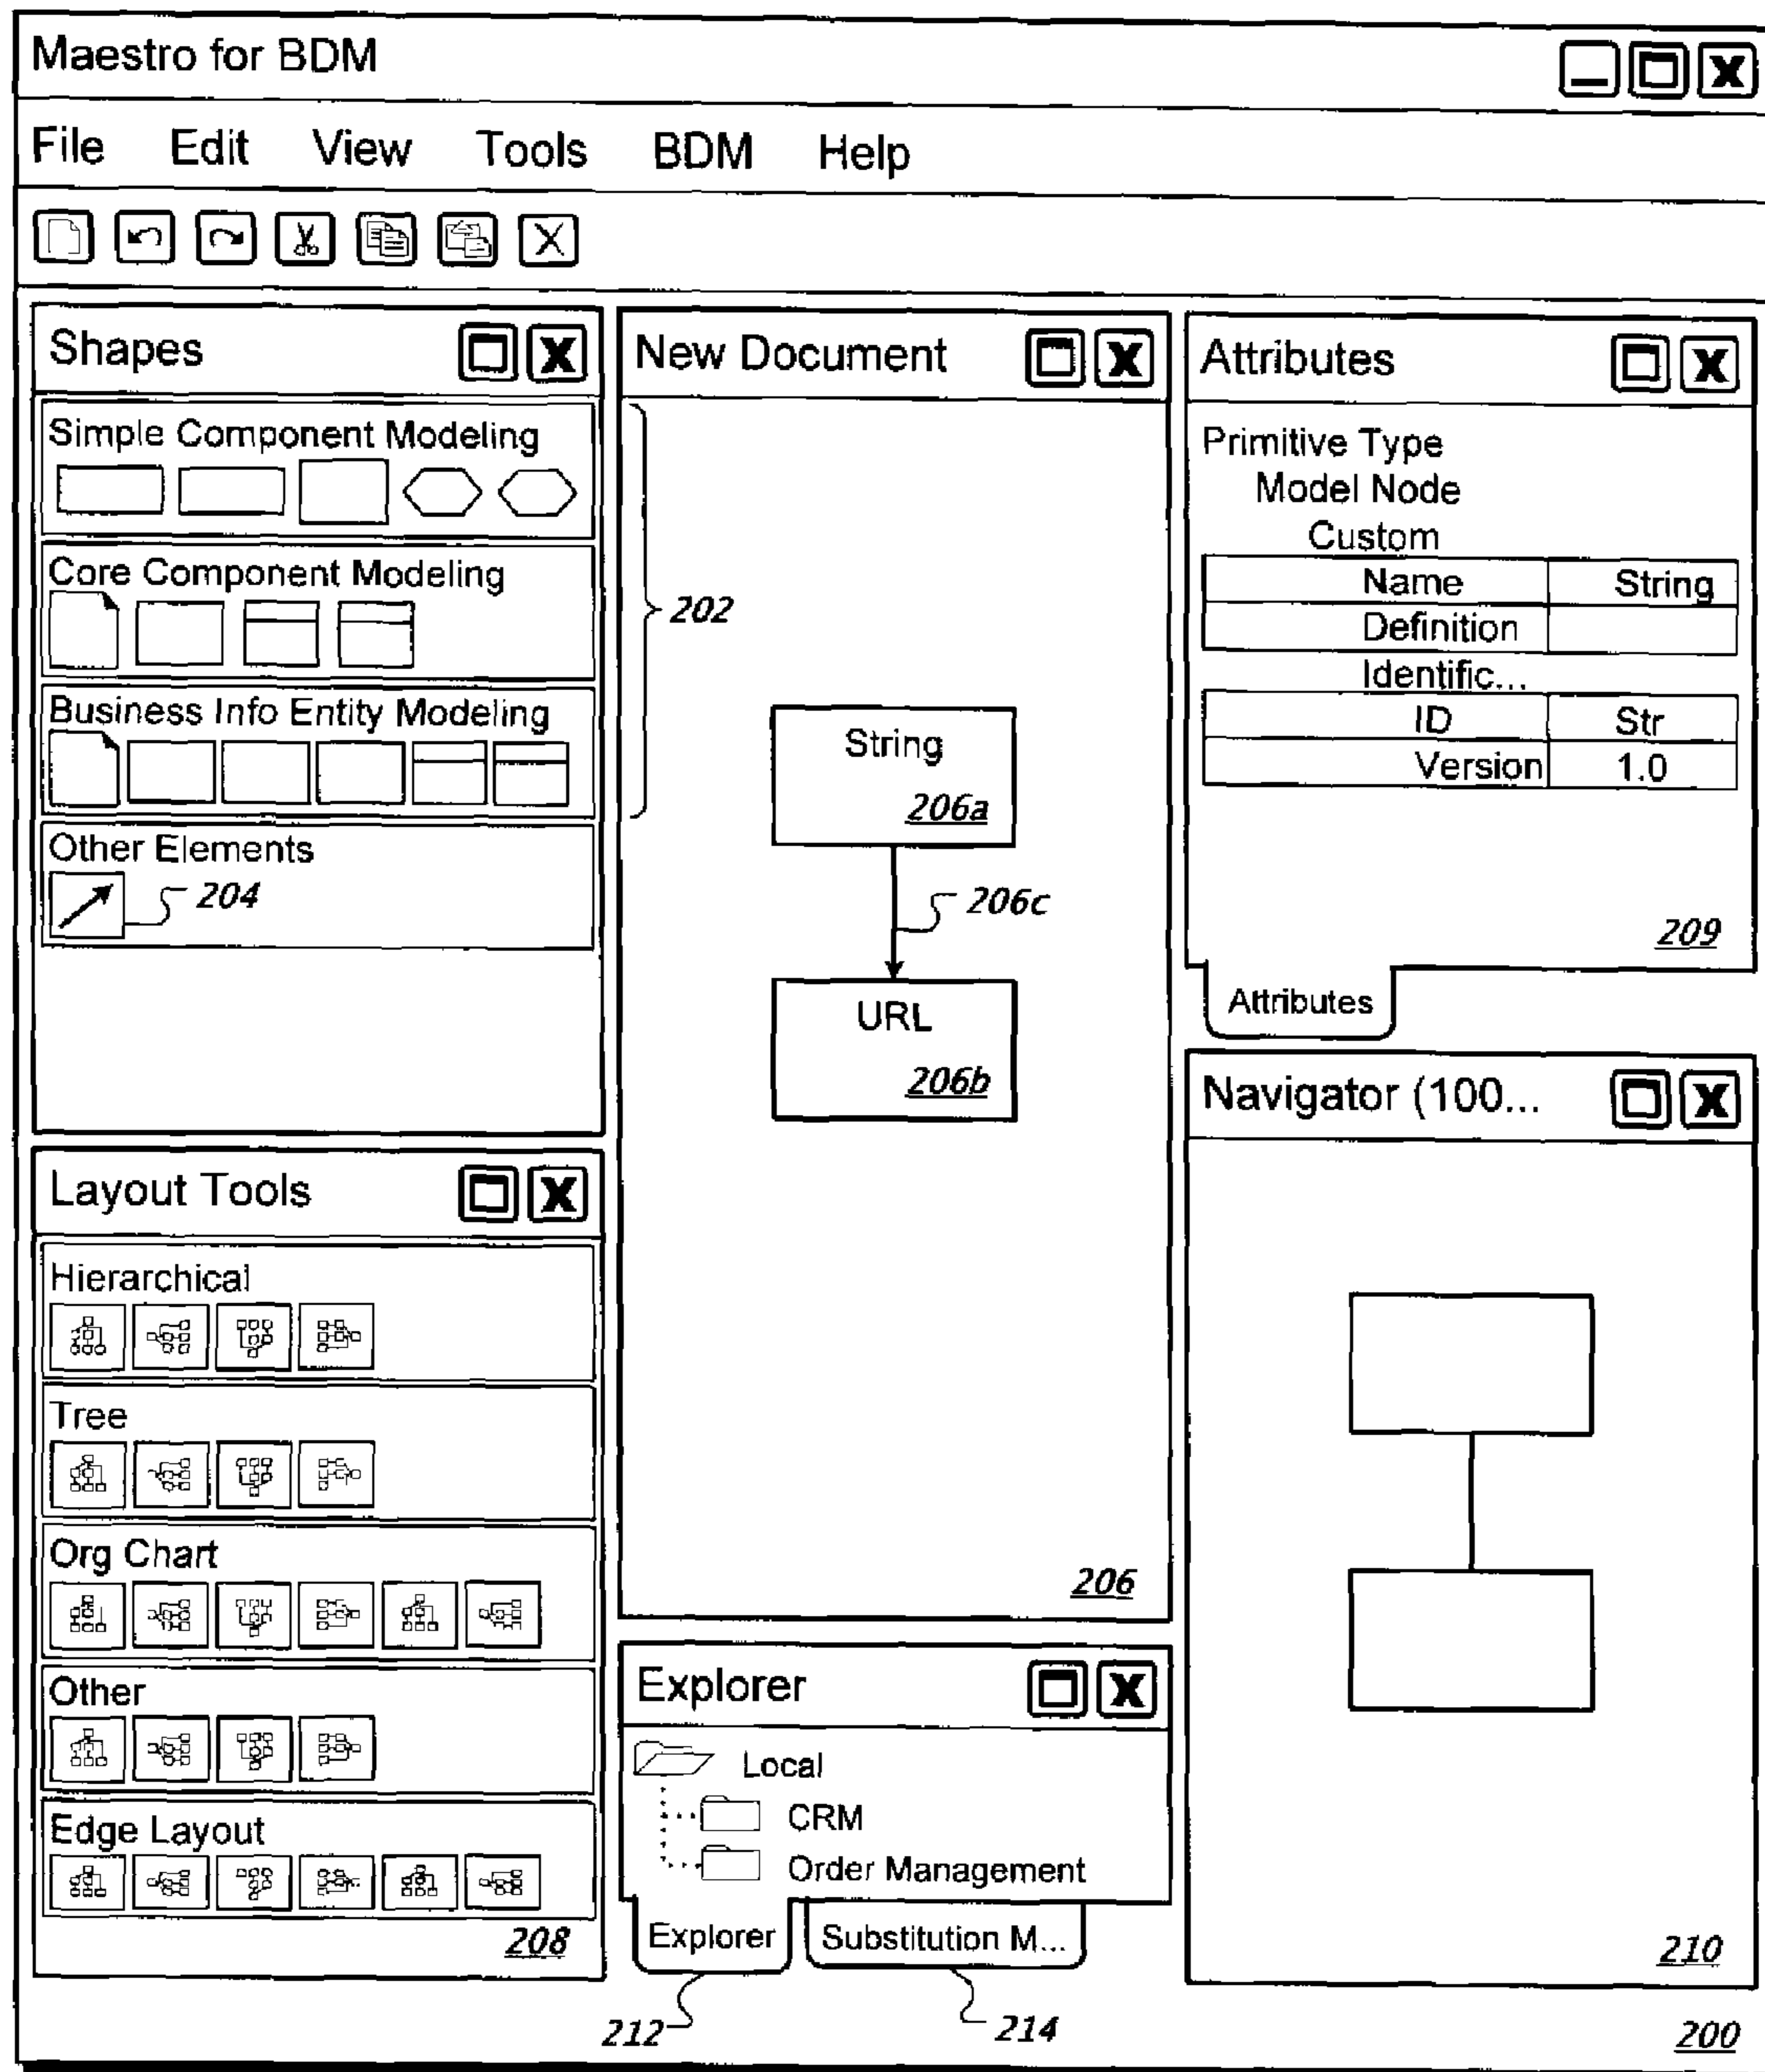 Maestro for BDM
File Edit View Tools BDM Help
Shapes
Simple Component Modeling
Core Component Modeling
Business Info Entity Modeling
Other Elements
204
202
Layout Tools
Hierarchical
Tree
Org Chart
Other
Edge Layout
208
New Document
String
206a
206c
URL
206b
206
Explorer
Local
CRM
Order Management
Explorer
Substitution M...
212
214
Attributes
Primitive Type
Model Node
Custom
Name String
Definition
Identific...
ID Str
Version 1.0
209
Attributes
Navigator (100...
210
200